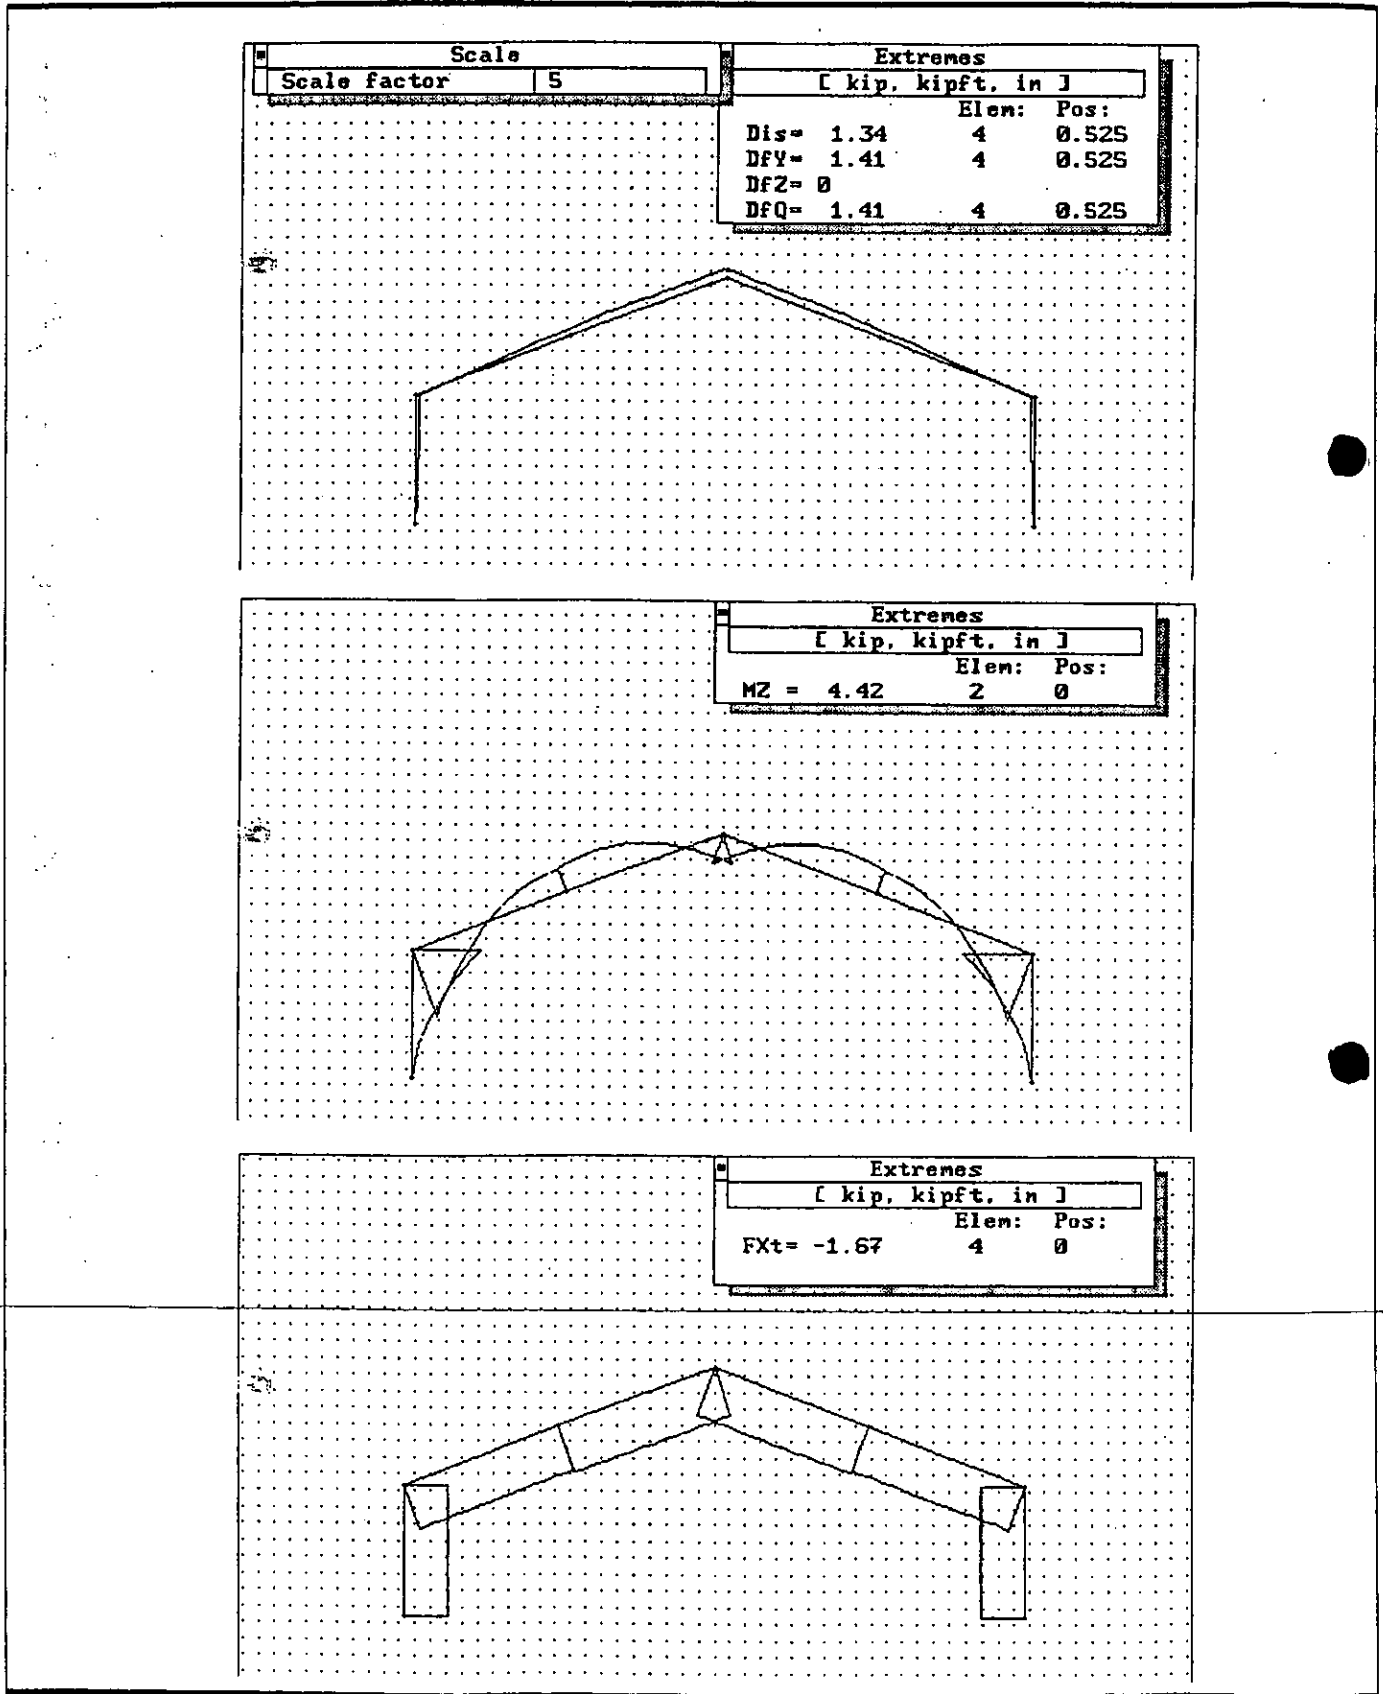 Scale
Scale factor 5
Extremes
[ kip, kipft, in ]
Elem: Pos:
Dis= 1.34 4 0.525
DfY= 1.41 4 0.525
DfZ= 0
DfQ= 1.41 4 0.525
Extremes
[ kip, kipft, in ]
Elem: Pos:
MZ = 4.42 2 0
Extremes
[ kip, kipft, in ]
Elem: Pos:
FXt= -1.67 4 0